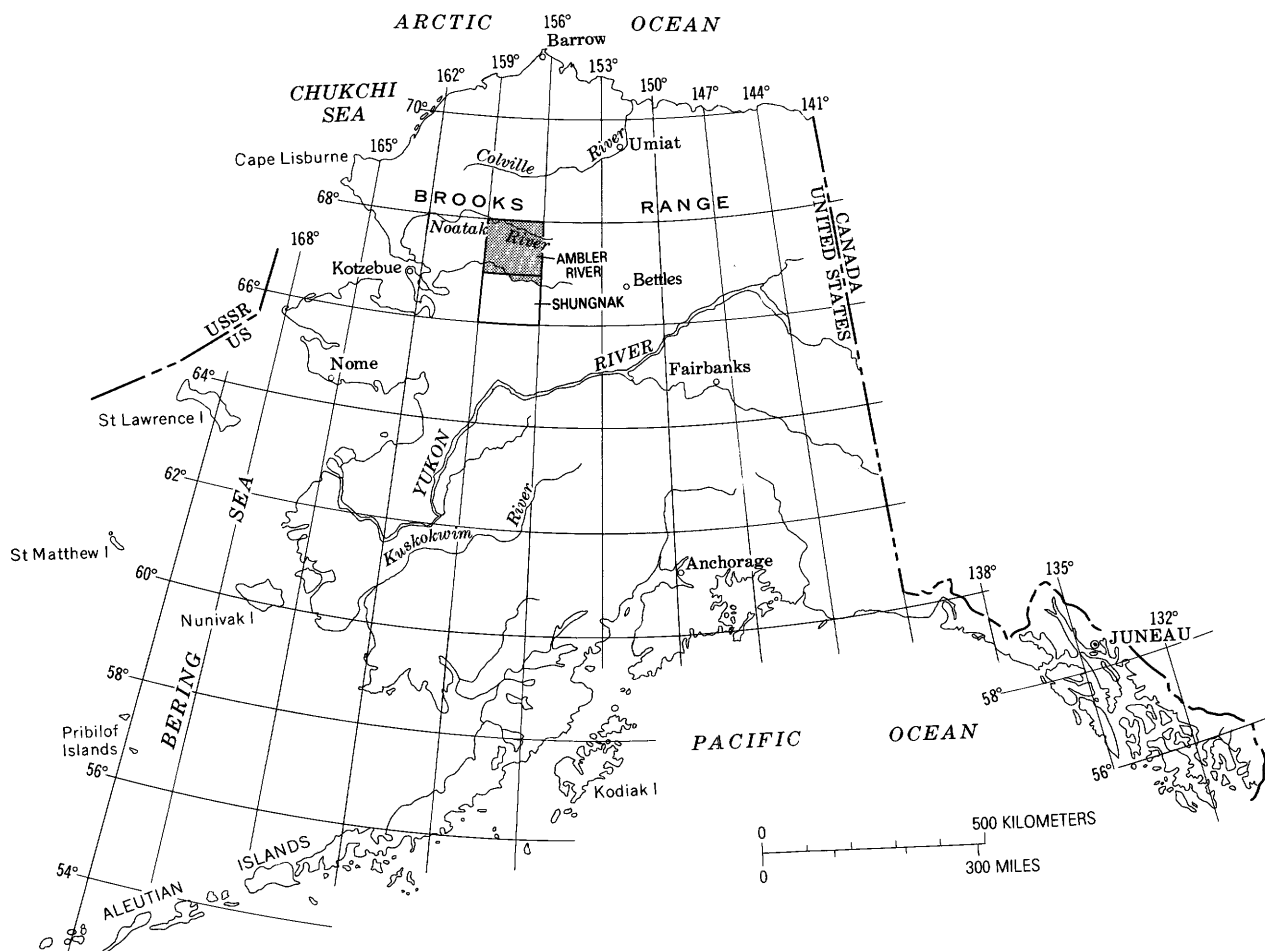 ARCTIC OCEAN
156°
Barrow
159°
153°
162°
150°
147°
144°
141°
CHUKCHI
SEA
70°
165°
Cape Lisburne
Colville River
Umiat
BROOKS RANGE
68°
Noatak River
168°
AMBLER
RIVER
Kotzebue
Bettles
SHUNGNAK
66°
CANADA
UNITED STATES
USSR
US
RIVER
Nome
Fairbanks
64°
St Lawrence I
YUKON
62°
SEA
River
Kuskokwim
St Matthew I
Anchorage
60°
138°
135°
132°
Nunivak I
JUNEAU
58°
58°
BERING
Pribilof
Islands
PACIFIC OCEAN
56°
56°
Kodiak I
0 500 KILOMETERS
0 300 MILES
ALEUTIAN ISLANDS
54°